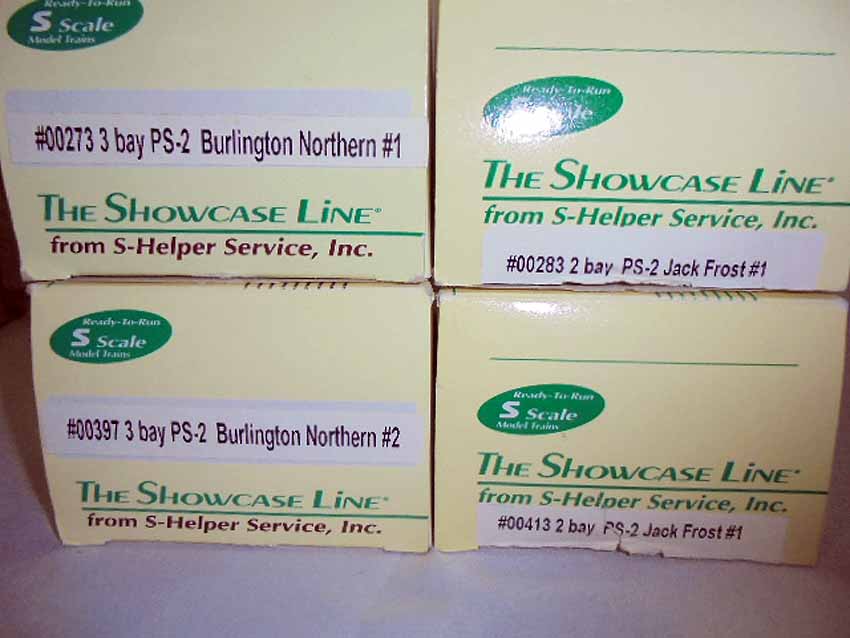 Ready-To-Run
S Scale
Model Trains
#00273 3 bay PS-2 Burlington Northern #1
THE SHOWCASE LINE®
from S-Helper Service, Inc.
Ready-To-Run
S Scale
THE SHOWCASE LINE®
from S-Helper Service, Inc.
#00283 2 bay PS-2 Jack Frost #1
Ready-To-Run
S Scale
Model Trains
#00397 3 bay PS-2 Burlington Northern #2
THE SHOWCASE LINE®
from S-Helper Service, Inc.
Ready-To-Run
S Scale
Model Trains
THE SHOWCASE LINE®
from S-Helper Service, Inc.
#00413 2 bay PS-2 Jack Frost #1